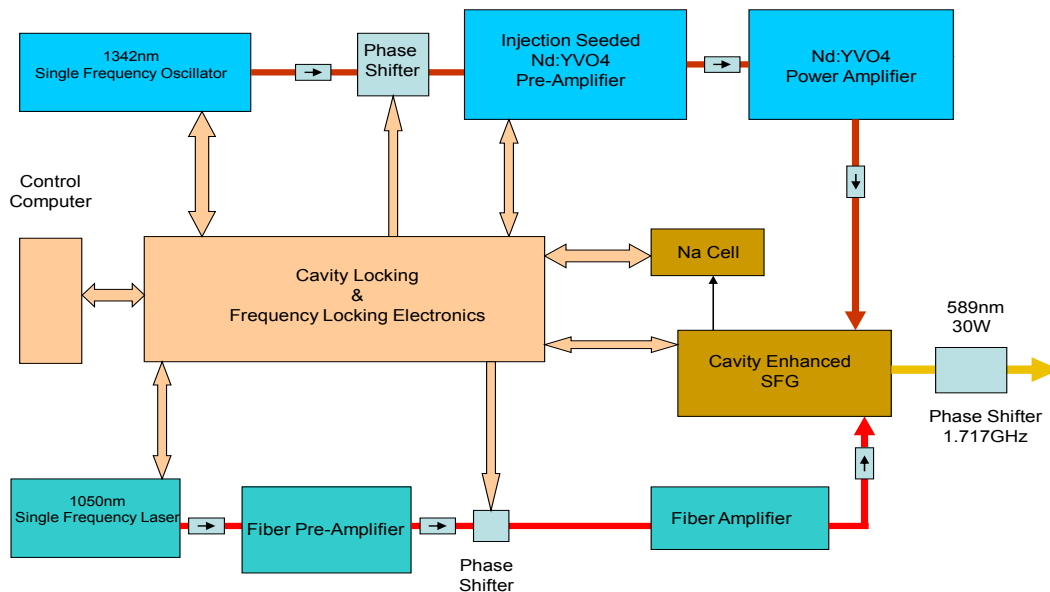 1342nm
Single Frequency Oscillator
Phase
Shifter
Injection Seeded
Nd:YVO4
Pre-Amplifier
Nd:YVO4
Power Amplifier
Control
Computer
Cavity Locking
&
Frequency Locking Electronics
Na Cell
589nm
30W
Cavity Enhanced
SFG
Phase Shifter
1.717GHz
1050nm
Single Frequency Laser
Fiber Pre-Amplifier
Fiber Amplifier
Phase
Shifter